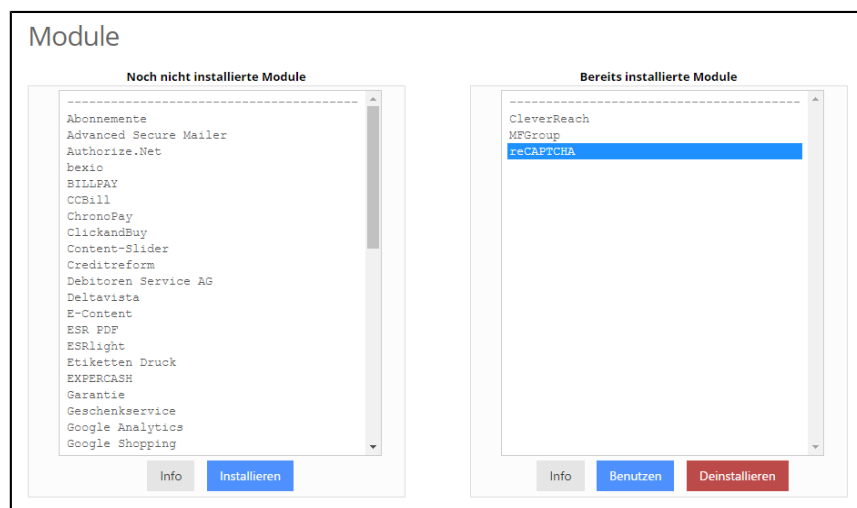 Module
Noch nicht installierte Module
----------------------------------------
Abonnemente
Advanced Secure Mailer
Authorize.Net
bexio
BILLPAY
CCBill
ChronoPay
ClickandBuy
Content-Slider
Creditreform
Debitoren Service AG
Deltavista
E-Content
ESR PDF
ESRlight
Etiketten Druck
EXPERCASH
Garantie
Geschenkservice
Google Analytics
Google Shopping
Info
Installieren
Bereits installierte Module
----------------------------------------
CleverReach
MFGroup
reCAPTCHA
Info
Benutzen
Deinstallieren